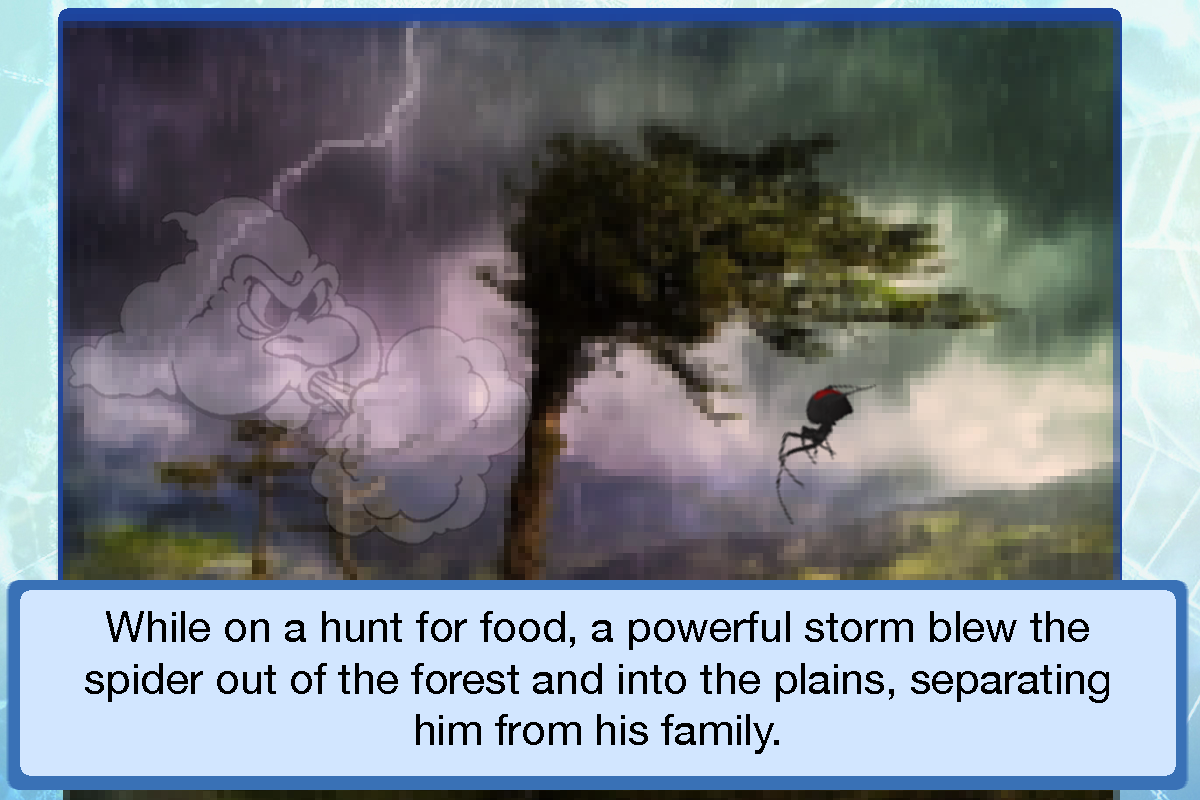 While on a hunt for food, a powerful storm blew the
spider out of the forest and into the plains, separating
him from his family.